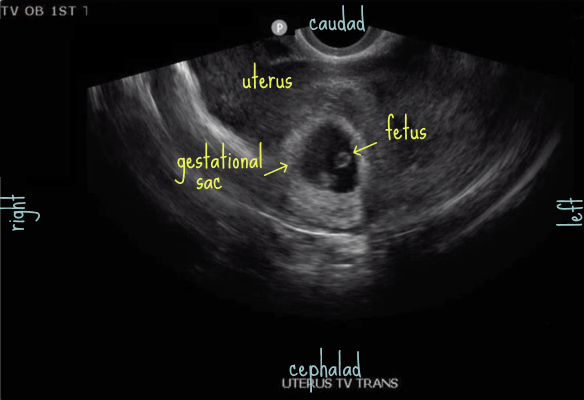 TV OB 1ST
P
caudad
uterus
fetus
gestational
sac
right
left
cephalad
UTERUS TV TRANS